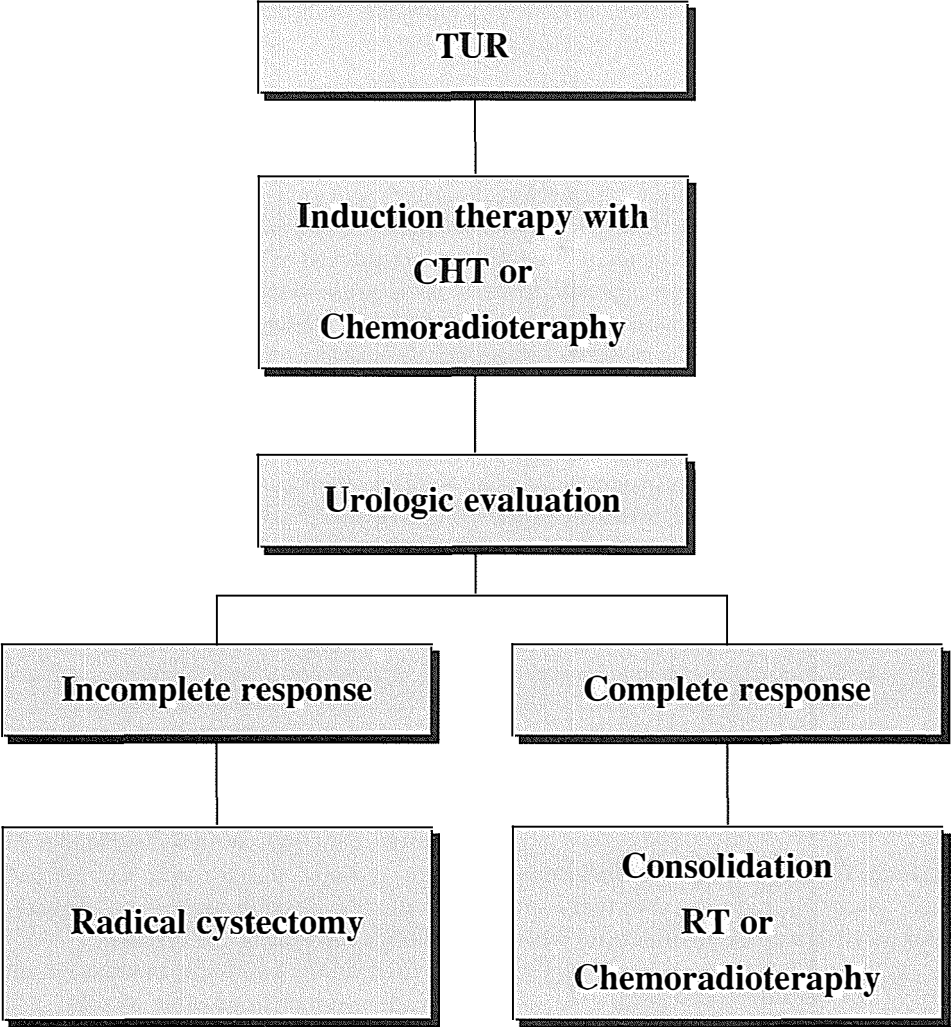 TUR
Induction therapy with
CHT or
Chemoradioteraphy
Urologic evaluation
Incomplete response
Complete response
Radical cystectomy
Consolidation
RT or
Chemoradioteraphy